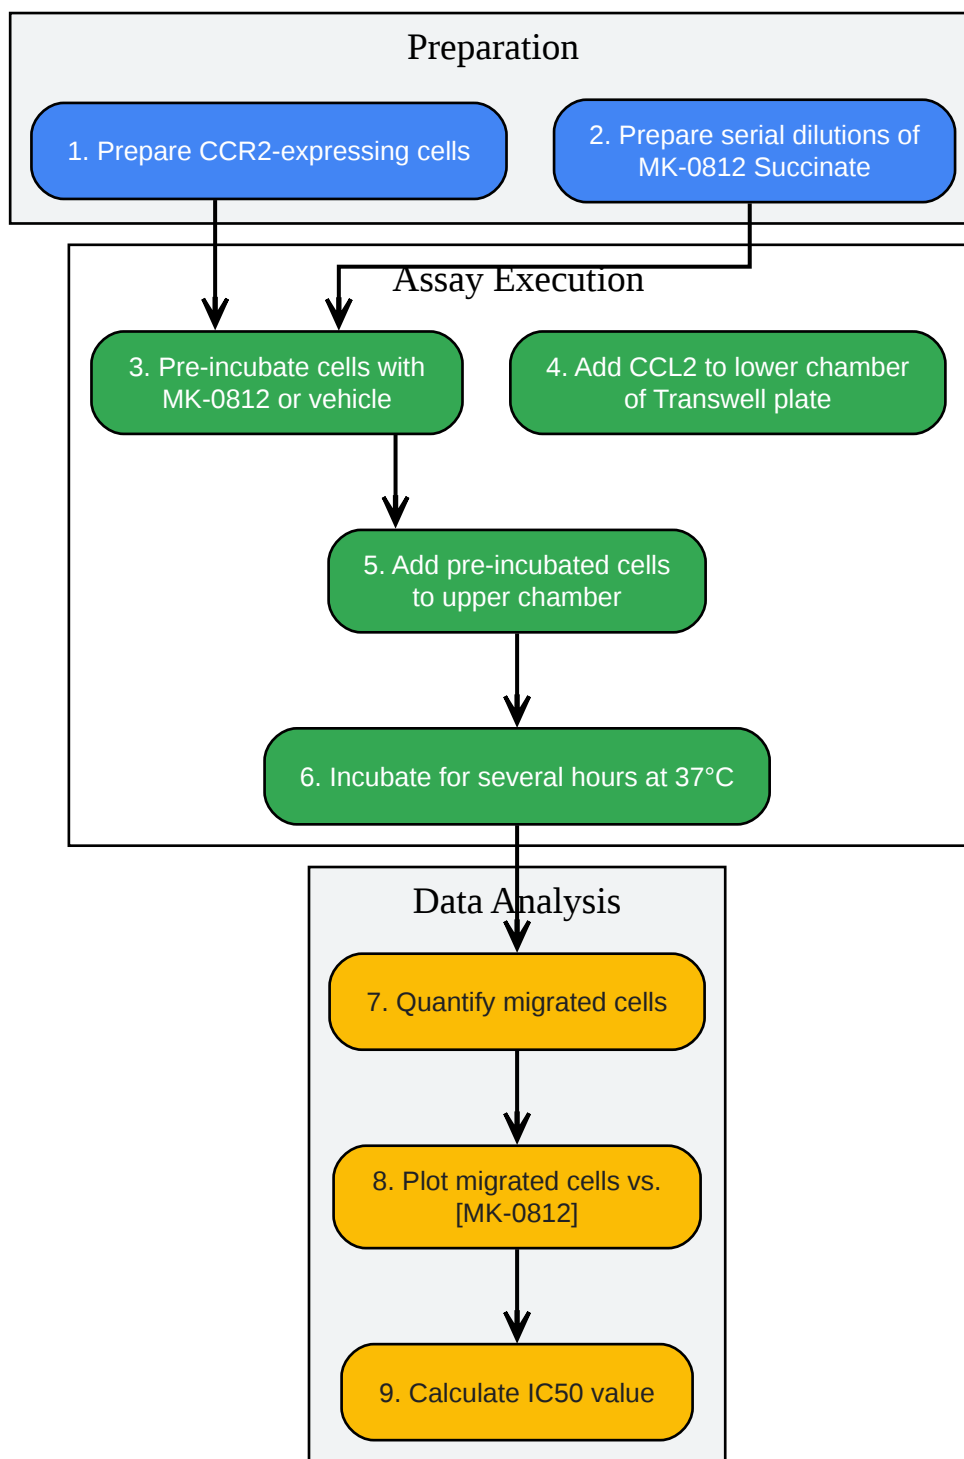 Preparation
1. Prepare CCR2-expressing cells
2. Prepare serial dilutions of
MK-0812 Succinate
Assay Execution
3. Pre-incubate cells with
MK-0812 or vehicle
4. Add CCL2 to lower chamber
of Transwell plate
5. Add pre-incubated cells
to upper chamber
6. Incubate for several hours at 37°C
Data Analysis
7. Quantify migrated cells
8. Plot migrated cells vs.
[MK-0812]
9. Calculate IC50 value